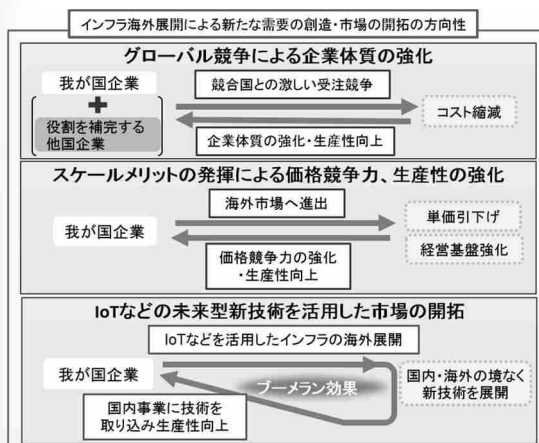 インフラ海外展開による新たな需要の創造・市場の開拓の方向性
グローバル競争による企業体質の強化
我が国企業
＋
役割を補完する
他国企業
競合国との激しい受注競争
企業体質の強化・生産性向上
コスト縮減
スケールメリットの発揮による価格競争力、生産性の強化
我が国企業
海外市場へ進出
価格競争力の強化
・生産性向上
単価引下げ
経営基盤強化
IoTなどの未来型新技術を活用した市場の開拓
IoTなどを活用したインフラの海外展開
我が国企業
ブーメラン効果
国内事業に技術を
取り込み生産性向上
国内・海外の境なく
新技術を展開